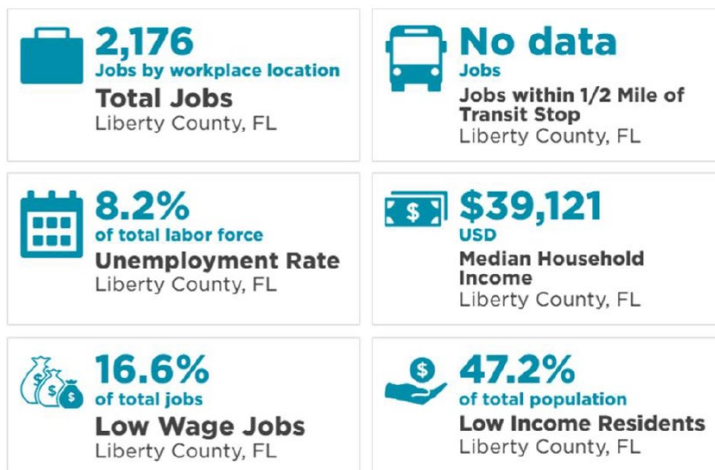 2,176
Jobs by workplace location
Total Jobs
Liberty County, FL
No data
Jobs
Jobs within 1/2 Mile of
Transit Stop
Liberty County, FL
8.2%
of total labor force
Unemployment Rate
Liberty County, FL
$
$39,121
USD
Median Household
Income
Liberty County, FL
$
$
$
16.6%
of total jobs
Low Wage Jobs
Liberty County, FL
$
47.2%
of total population
Low Income Residents
Liberty County, FL